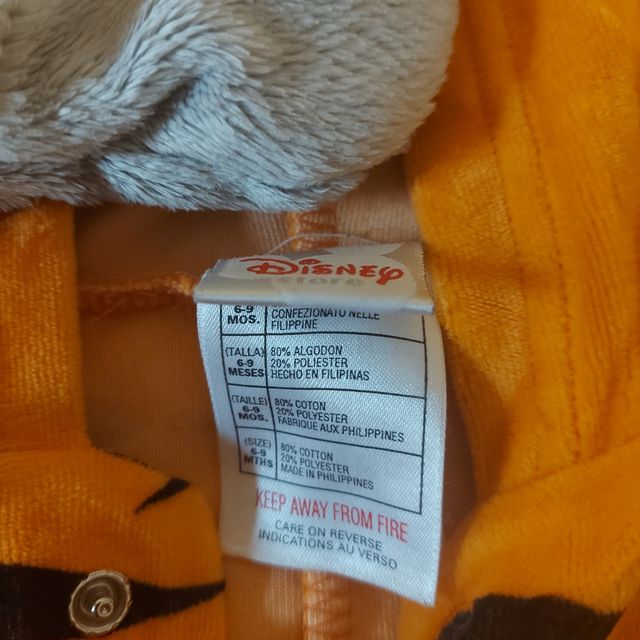 Disney
store
6-9
MOS.
CONFEZIONATO NELLE
FILIPPINE
(TALLA)
6-9
MESES
80% ALGODON
20% POLIESTER
HECHO EN FILIPINAS
(TAILLE)
6-9
MOS.
80% COTON
20% POLYESTER
FABRIQUE AUX PHILIPPINES
(SIZE)
6-9
MTHS
80% COTTON
20% POLYESTER
MADE IN PHILIPPINES
KEEP AWAY FROM FIRE
CARE ON REVERSE
INDICATIONS AU VERSO